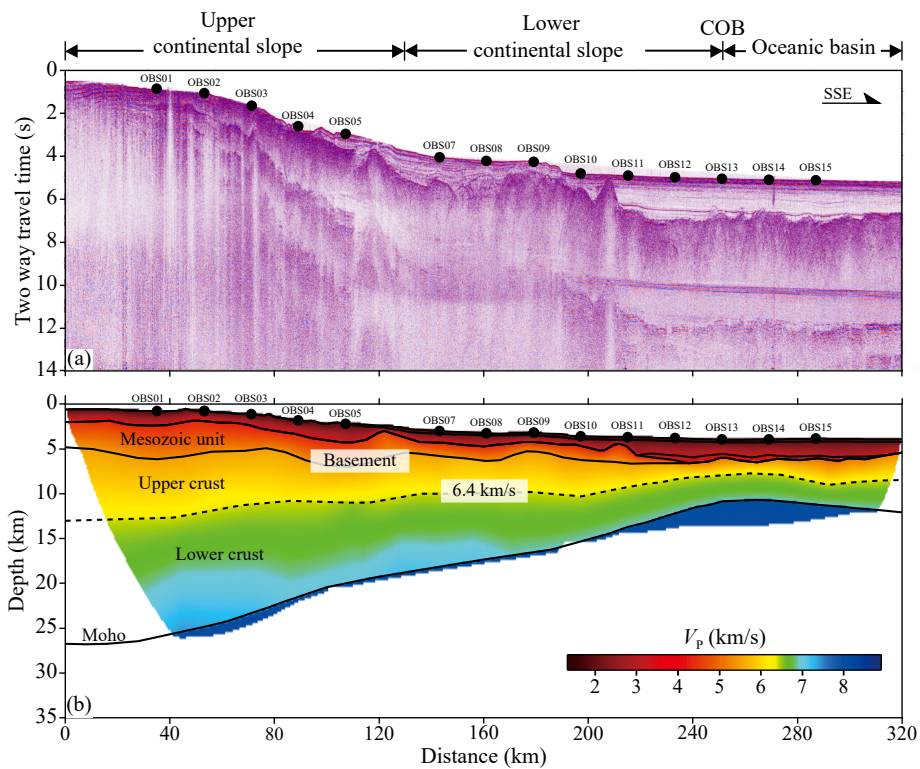 Upper
continental slope
Lower
continental slope
COB
Oceanic basin
0
2
4
6
8
10
12
14
Two way travel time (s)
OBS01
OBS02
OBS03
OBS04
OBS05
OBS07
OBS08
OBS09
OBS10
OBS11
OBS12
OBS13
OBS14
OBS15
SSE
(a)
0
5
10
15
20
25
30
35
Depth (km)
OBS01
OBS02
OBS03
OBS04
OBS05
OBS07
OBS08
OBS09
OBS10
OBS11
OBS12
OBS13
OBS14
OBS15
Mesozoic unit
Basement
Upper crust
6.4 km/s
Lower crust
Moho
VP (km/s)
2 3 4 5 6 7 8
(b)
0 40 80 120 160 200 240 280 320
Distance (km)